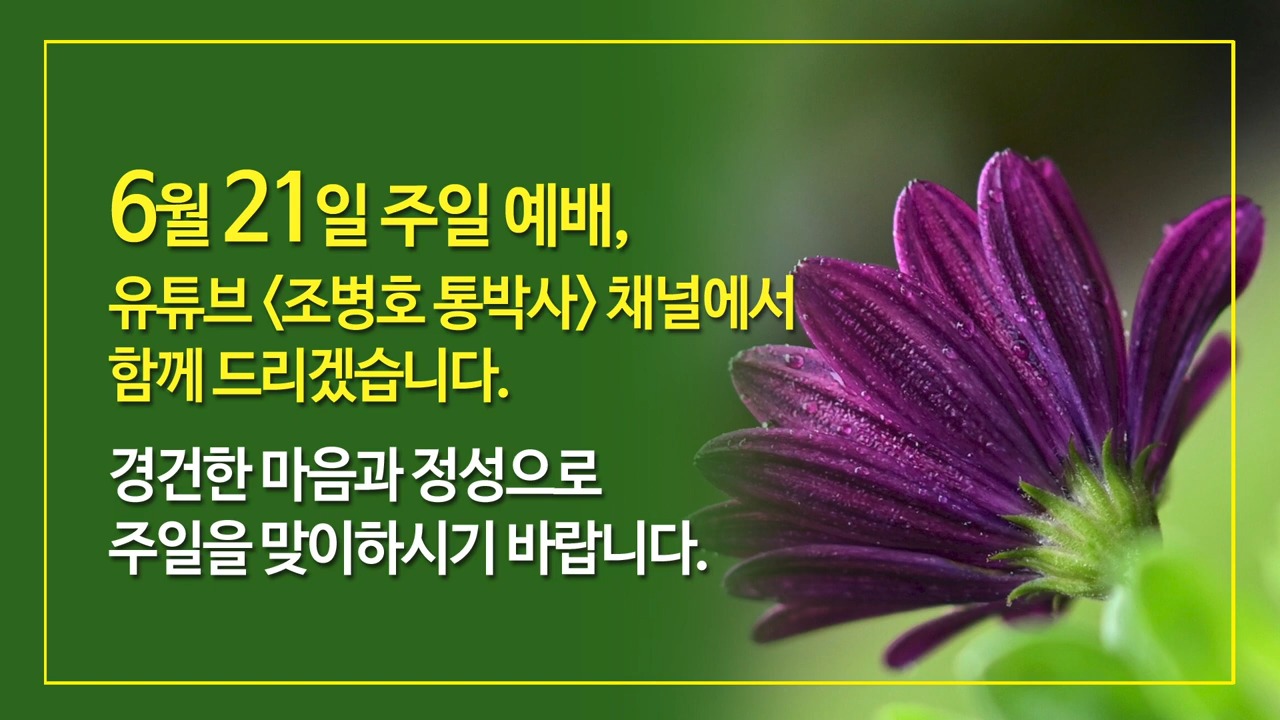 6월 21일 주일 예배,
유튜브 〈조병호 통박사〉 채널에서
함께 드리겠습니다.
경건한 마음과 정성으로
주일을 맞이하시기 바랍니다.